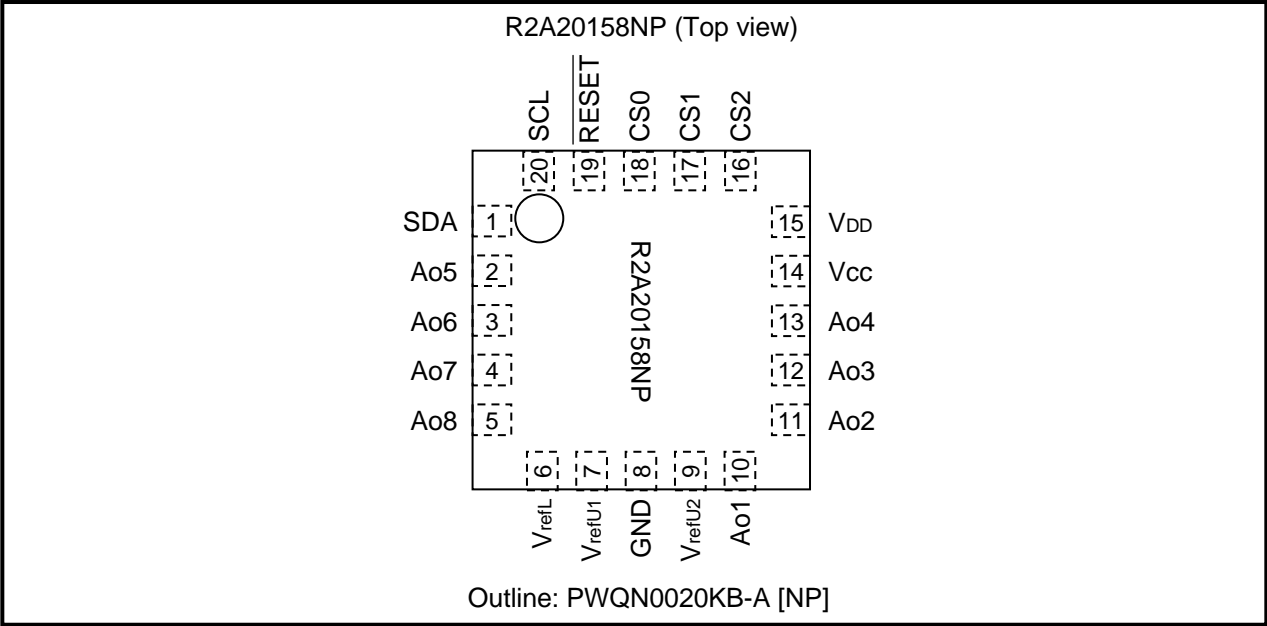 R2A20158NP (Top view)
SCL
RESET
CS0
CS1
CS2
20
19
18
17
16
SDA 1
Ao5 2
Ao6 3
Ao7 4
Ao8 5
R2A20158NP
15 VDD
14 Vcc
13 Ao4
12 Ao3
11 Ao2
6
7
8
9
10
VrefL
VrefU1
GND
VrefU2
Ao1
Outline: PWQN0020KB-A [NP]